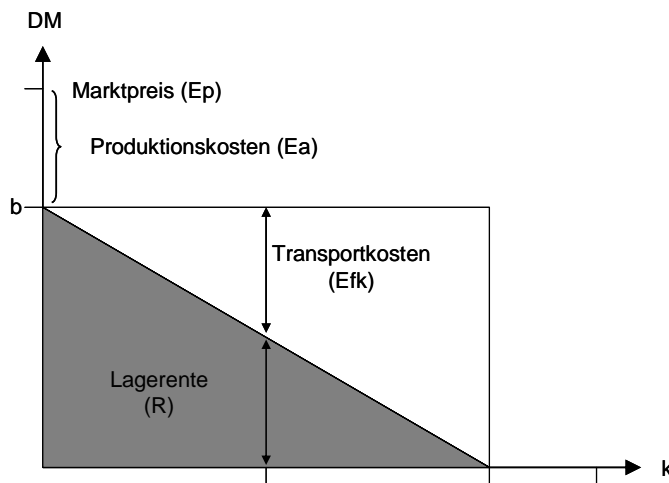 DM
Marktpreis (Ep)
Produktionskosten (Ea)
b
Transportkosten
(Efk)
Lagerente
(R)
k